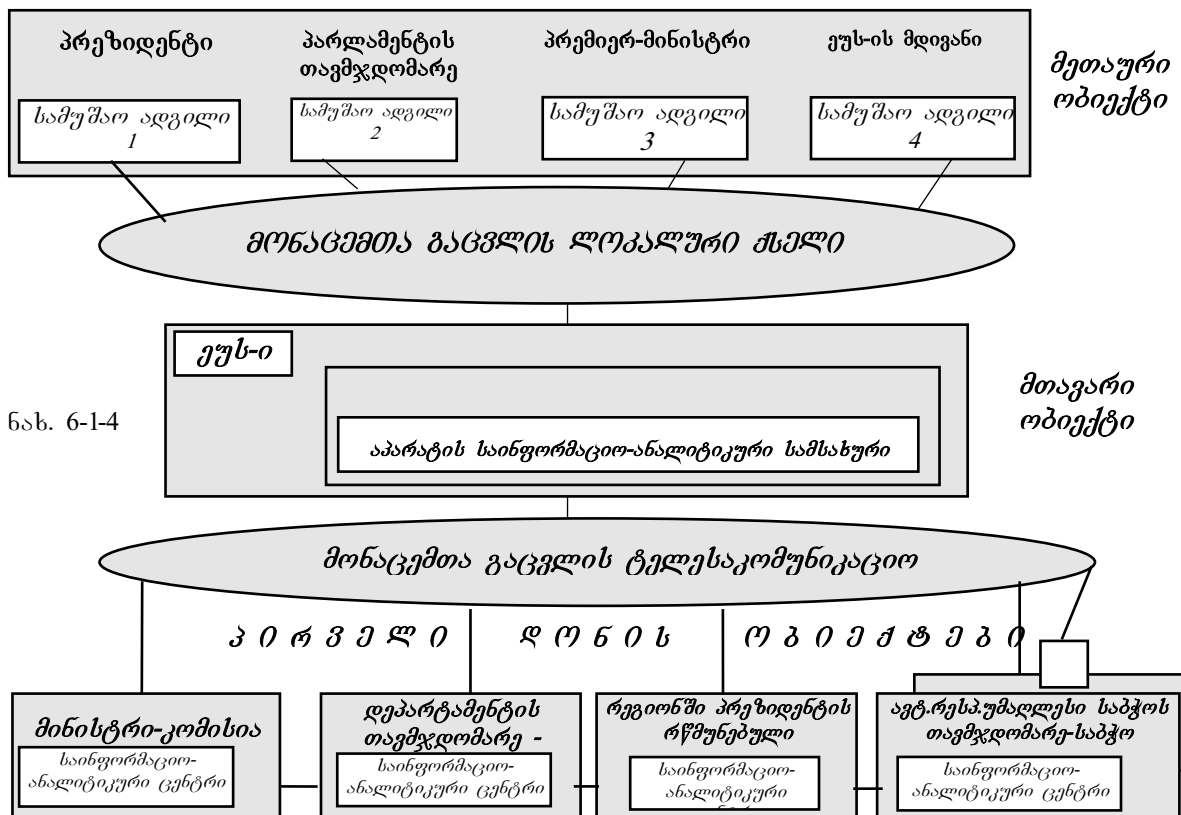 პრეზიდენტი
პარლამენტის
თავმჯდომარე
პრემიერ-მინისტრი
ეუს-ის მდივანი
მეთაური
ობიექტი
სამუშაო ადგილი
1
სამუშაო ადგილი
2
სამუშაო ადგილი
3
სამუშაო ადგილი
4
მონაცემთა გაცვლის ლოკალური ქსელი
ეუს-ი
მთავარი
ობიექტი
ნახ. 6-1-4
აპარატის საინფორმაციო-ანალიტიკური სამსახური
მონაცემთა გაცვლის ტელესაკომუნიკაციო
პ ი რ ვ ე ლ ი დ ო ნ ი ს ო ბ ი ე ქ ტ ე ბ ი
მინისტრი-კომისია
საინფორმაციო-
ანალიტიკური ცენტრი
დეპარტამენტის
თავმჯდომარე -
საინფორმაციო-
ანალიტიკური ცენტრი
რეგიონში პრეზიდენტის
რწმუნებული
საინფორმაციო-
ანალიტიკური
ავტ.რესპ.უმაღლესი საბჭოს
თავმჯდომარე-საბჭო
საინფორმაციო-
ანალიტიკური ცენტრი